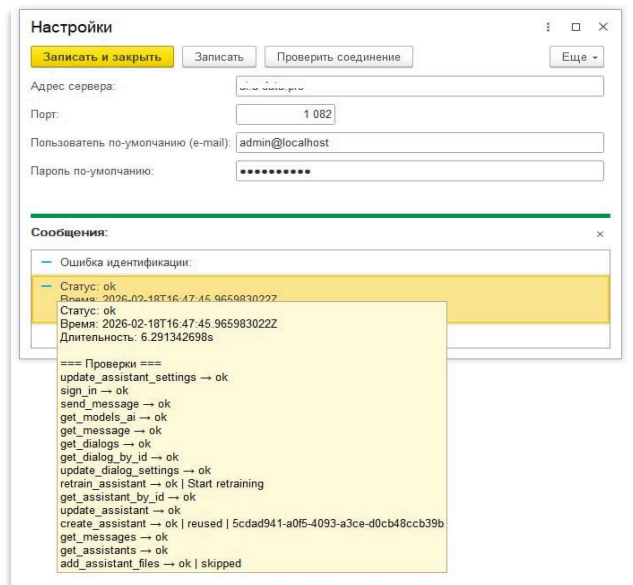 Настройки
Записать и закрыть Записать Проверить соединение Еще
Адрес сервера:
Порт: 1 082
Пользователь по-умолчанию (e-mail): admin@localhost
Пароль по-умолчанию: ••••••••••
Сообщения:
Ошибка идентификации:
Статус: ok
Время: 2026-02-18T16:47:45.965983022Z
Статус: ok
Время: 2026-02-18T16:47:45.965983022Z
Длительность: 6.291342698s
=== Проверки ===
update_assistant_settings → ok
sign_in → ok
send_message → ok
get_models_ai → ok
get_message → ok
get_dialogs → ok
get_dialog_by_id → ok
update_dialog_settings → ok
retrain_assistant → ok | Start retraining
get_assistant_by_id → ok
update_assistant → ok
create_assistant → ok | reused | 5cdad941-a0f5-4093-a3ce-d0cb48ccb39b
get_messages → ok
get_assistants → ok
add_assistant_files → ok | skipped